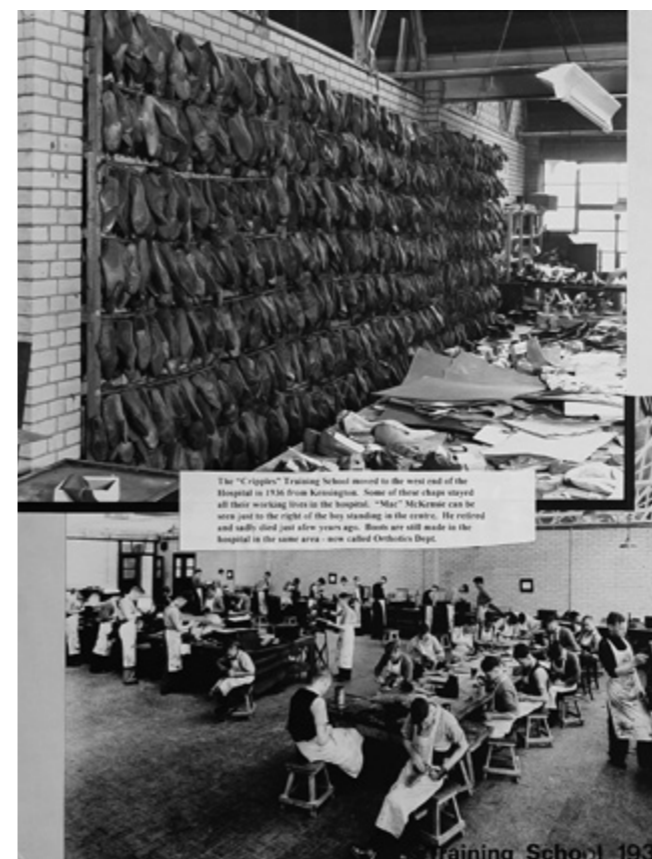 The "Cripples" Training School moved to the west end of the
Hospital in 1936 from Kensington. Some of these chaps stayed
all their working lives in the hospital. "Mac" McKensie can be
seen just to the right of the boy standing in the centre. He retired
and sadly died just afew years ago. Boots are still made in the
hospital in the same area - now called Orthotics Dept.
Training School 193